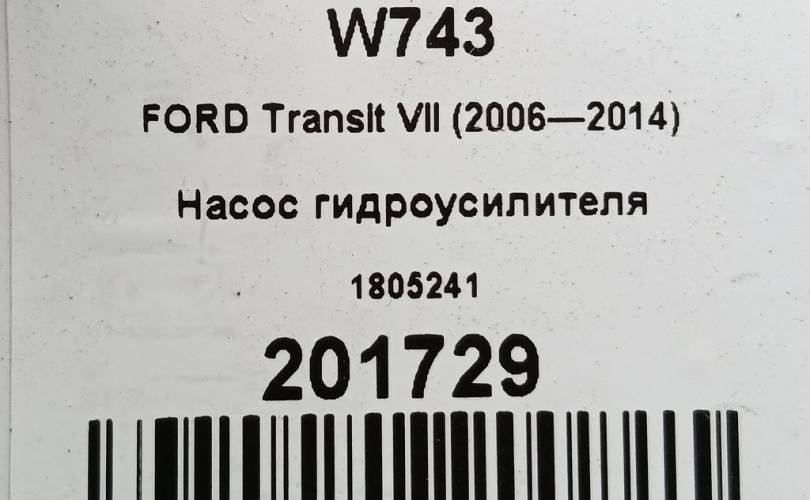 W743
FORD Transit VII (2006—2014)
Насос гидроусилителя
1805241
201729